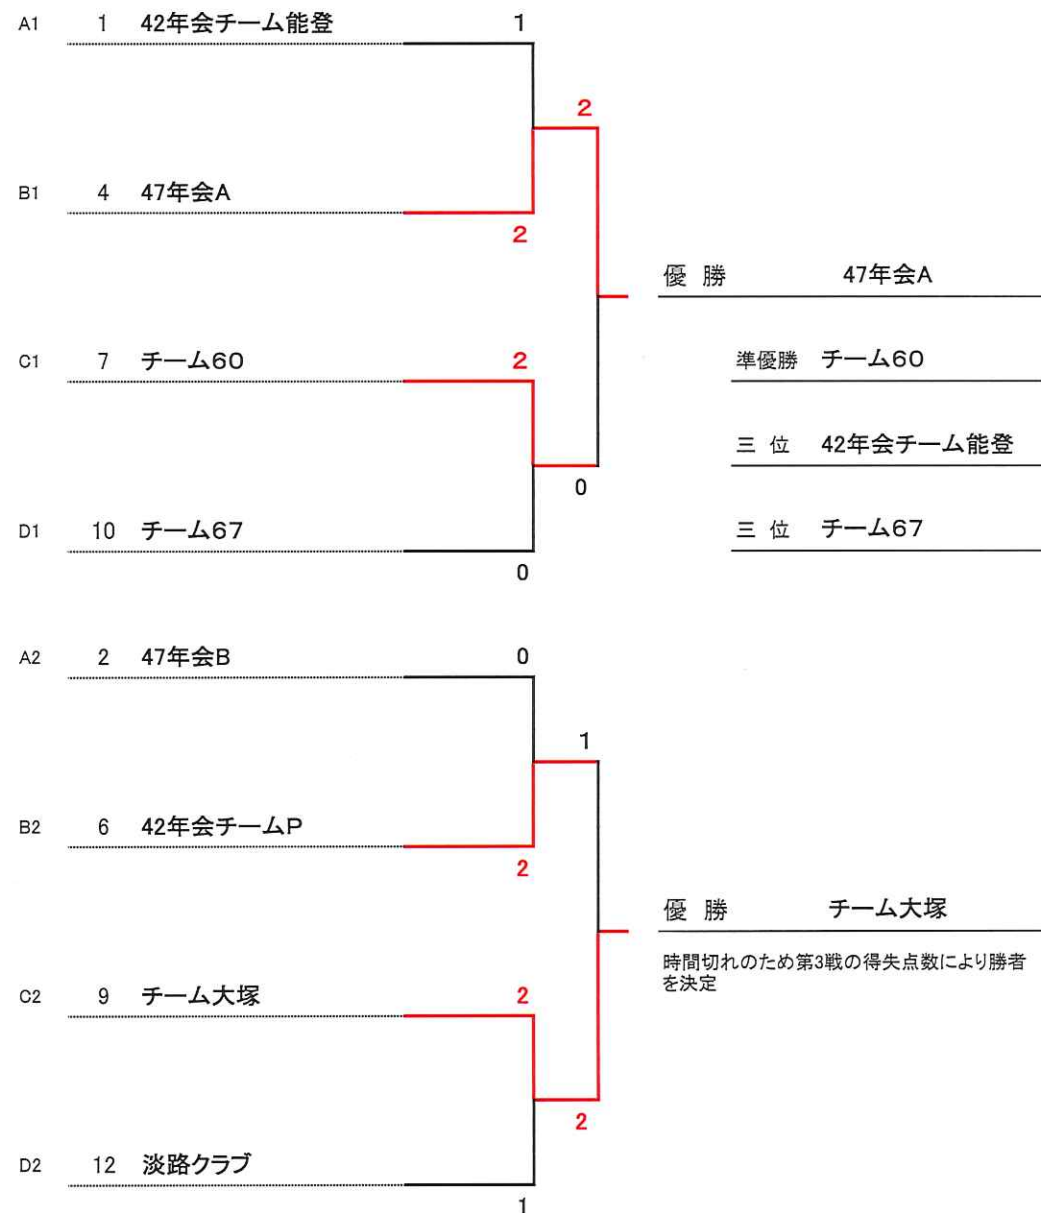 A1 1 42年会チーム能登 1
2
B1 4 47年会A
2
優 勝 47年会A
C1 7 チーム60 2
準優勝 チーム60
三 位 42年会チーム能登
0
D1 10 チーム67
三 位 チーム67
0
A2 2 47年会B 0
1
B2 6 42年会チームP
2
優 勝 チーム大塚
時間切れのため第3戦の得失点数により勝者
を決定
C2 9 チーム大塚 2
2
D2 12 淡路クラブ
1